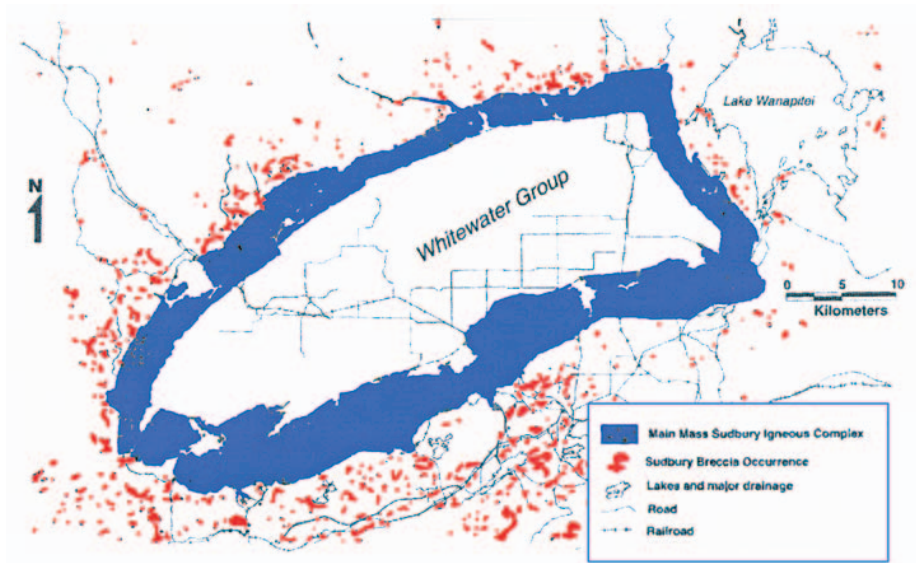 Lake Wanapitei
N
Whitewater Group
0 5 10
Kilometers
Main Mass Sudbury Igneous Complex
Sudbury Breccia Occurrence
Lakes and major drainage
Road
Railroad